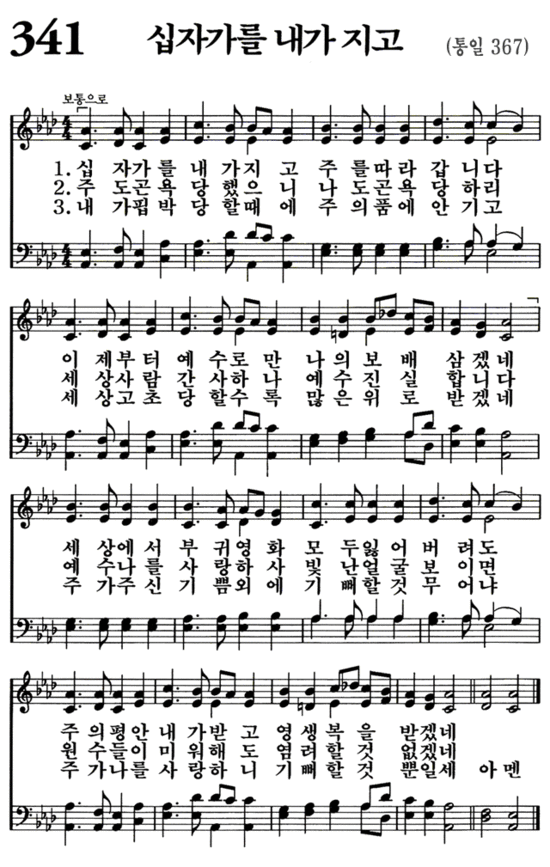 341 십자가를 내가 지고 (통일 367)
보통으로
1. 십 자가 를 내 가지 고 주 를따 라 갑 니다
2. 주 도곤 욕 당 했으 니 나 도곤 욕 당 하리
3. 내 가핍 박 당 할때 에 주 의품 에 안 기고
이 제부 터 예 수로 만 나 의보 배 삼 겠네
세 상사 람 간 사하 나 예 수진 실 합 니다
세 상고 초 당 할수 록 많 은위 로 받 겠네
세 상에 서 부 귀영 화 모 두잃 어 버 려도
예 수나 를 사 랑하 사 빛 난얼 굴 보 이면
주 가주 신 기 쁨외 에 기 뻐할 것 무 어냐
주 의평 안 내 가받 고 영 생복 을 받 겠네
원 수들 이 미 워해 도 염 려할 것 없 겠네
주 가나 를 사 랑하 니 기 뻐할 것 뿐 일세 아 멘